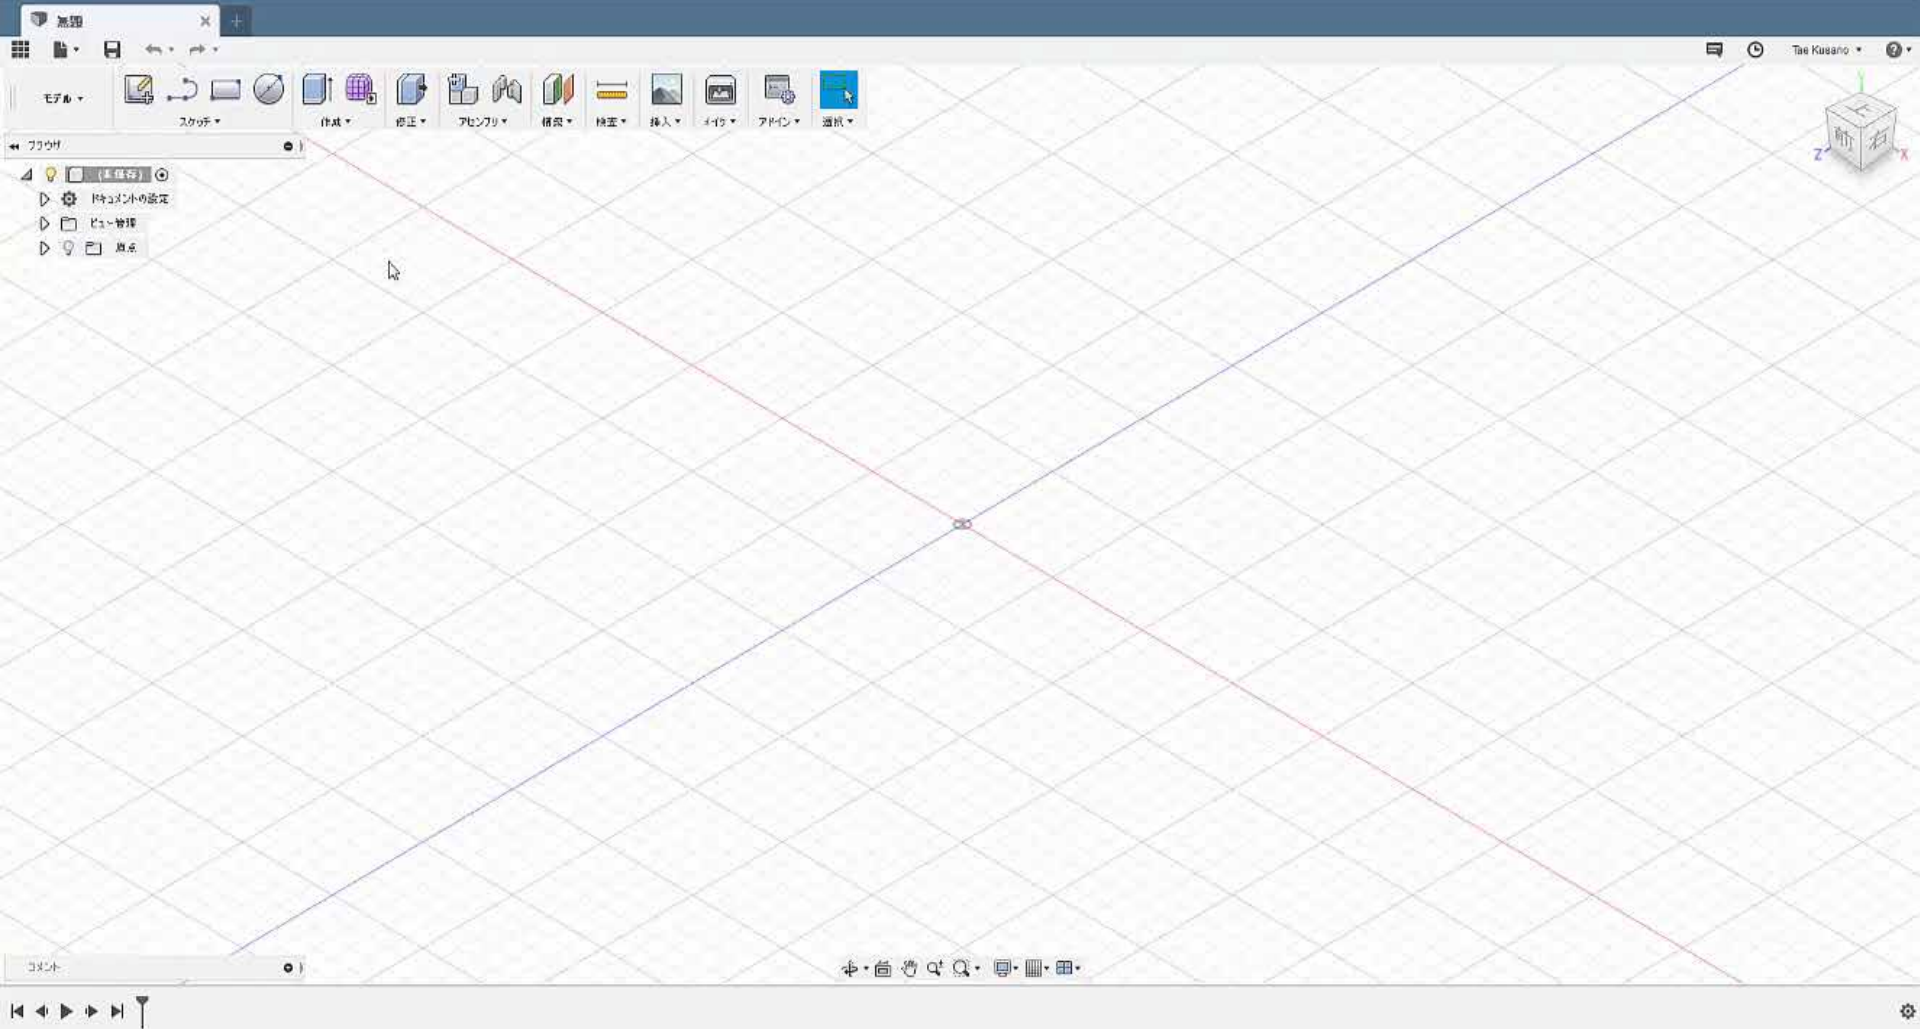 無題
Tae Kusano
モデル
スケッチ
作成
修正
アセンブリ
構築
検査
挿入
メイク
アドイン
選択
上
前
右
Y
Z
X
ブラウザ
(未保存)
ドキュメントの設定
ビュー管理
原点
コメント